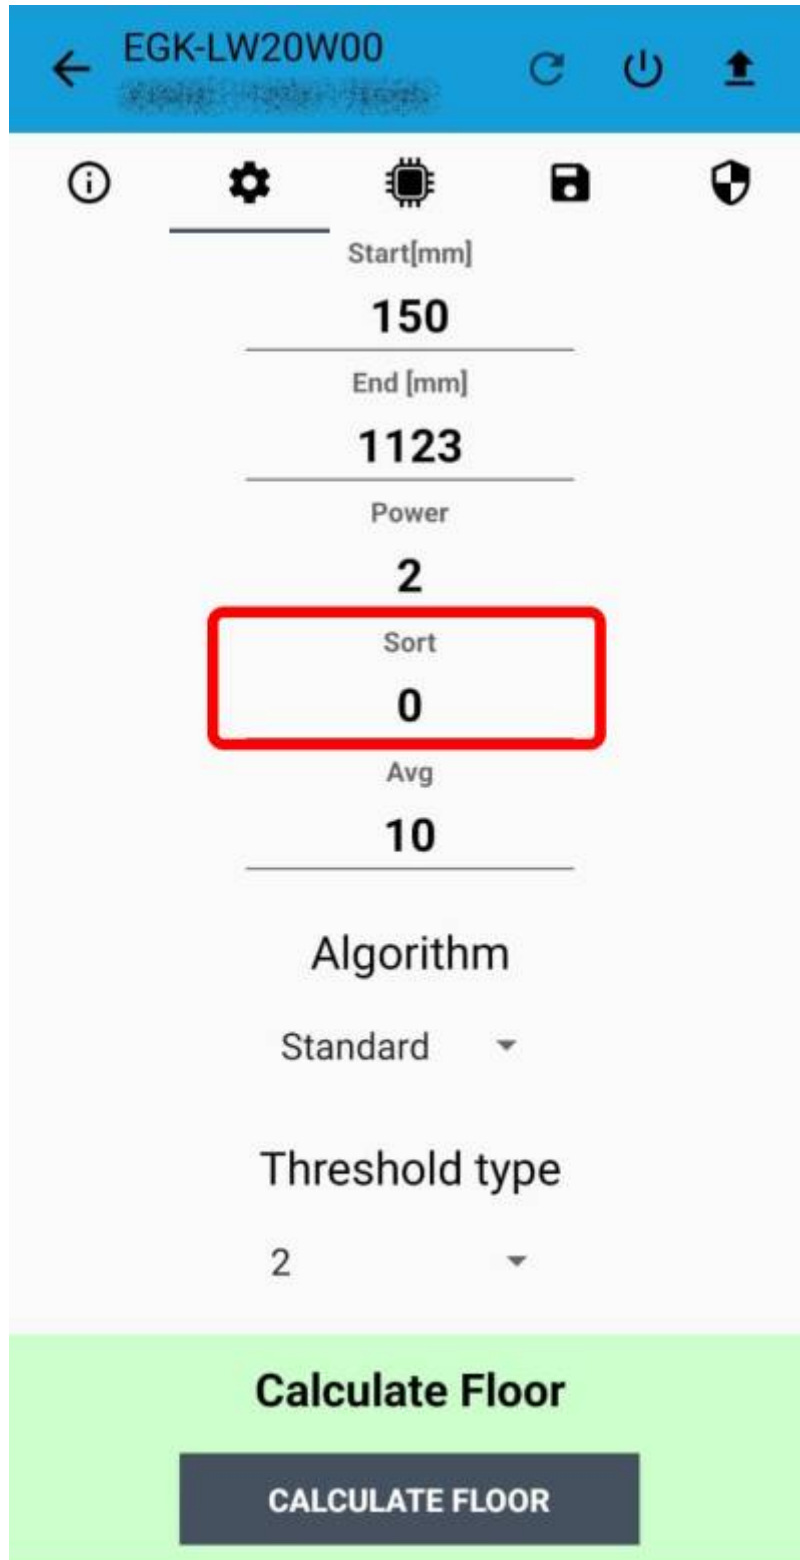 EGK-LW20W00
Start[mm]
150
End [mm]
1123
Power
2
Sort
0
Avg
10
Algorithm
Standard
Threshold type
2
Calculate Floor
CALCULATE FLOOR